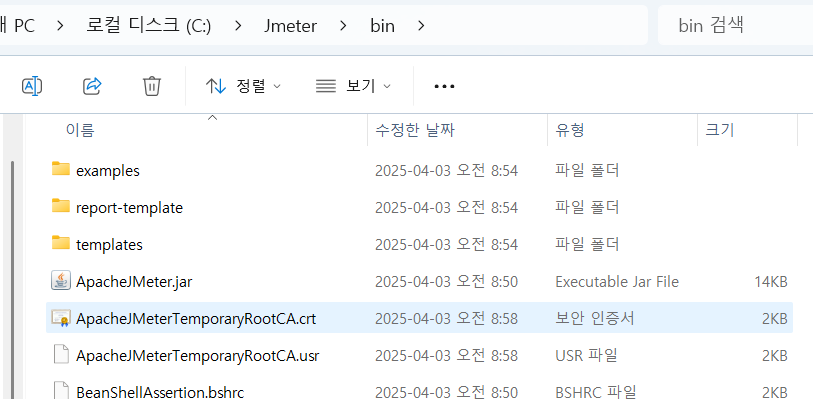 PC > 로컬 디스크 (C:) > Jmeter > bin > bin 검색
정렬 보기 •••
이름 수정한 날짜 유형 크기
examples 2025-04-03 오전 8:54 파일 폴더
report-template 2025-04-03 오전 8:54 파일 폴더
templates 2025-04-03 오전 8:54 파일 폴더
ApacheJMeter.jar 2025-04-03 오전 8:50 Executable Jar File 14KB
ApacheJMeterTemporaryRootCA.crt 2025-04-03 오전 8:58 보안 인증서 2KB
ApacheJMeterTemporaryRootCA.usr 2025-04-03 오전 8:58 USR 파일 2KB
BeanShellAssertion.bshrc 2025-04-03 오전 8:50 BSHRC 파일 2KB